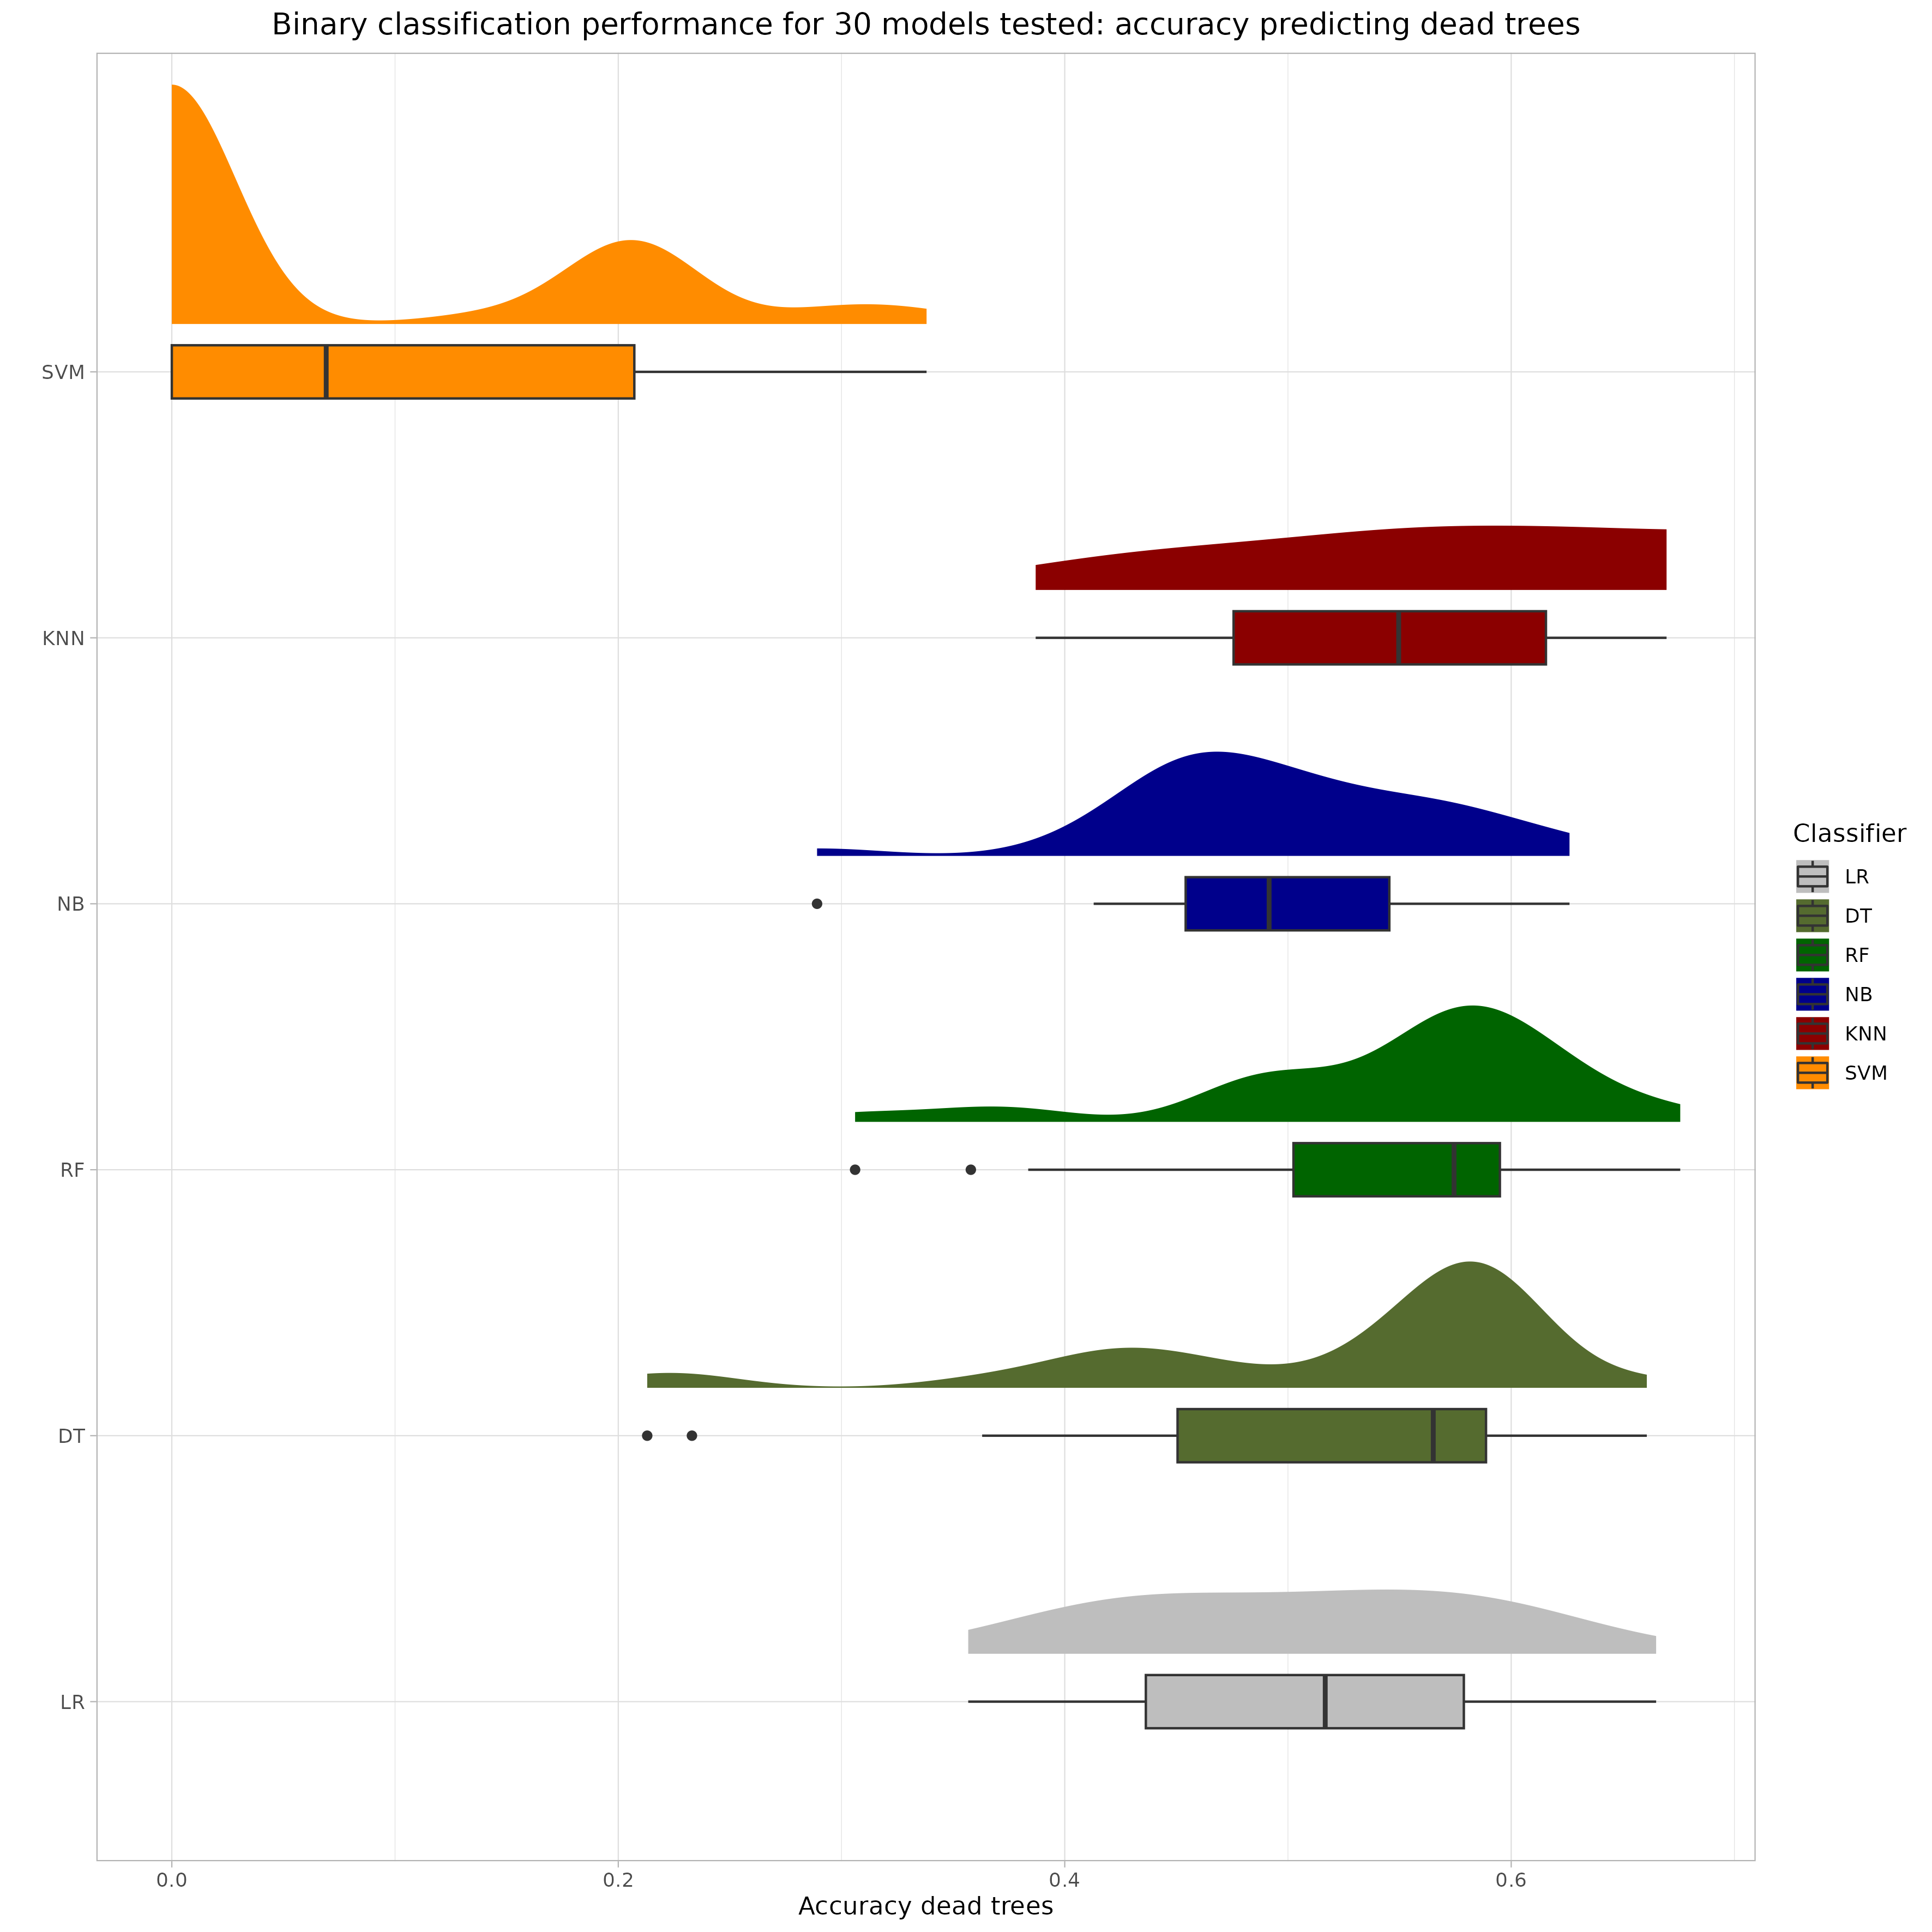 Binary classification performance for 30 models tested: accuracy predicting dead trees
SVM
KNN
NB
RF
DT
LR
0.0 0.2 0.4 0.6
Accuracy dead trees
Classifier
LR
DT
RF
NB
KNN
SVM